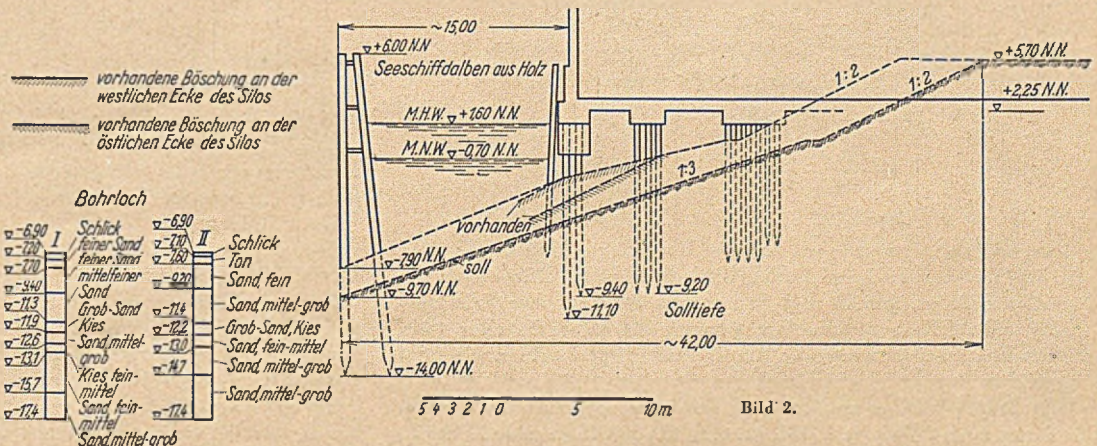 ~15,00
+6.00 N.N
Seeschiffdalben aus Holz
M.H.W. +1,60 N.N.
M.N.W. -0,70 N.N.
1:2
1:2
+5,70 N.N.
+2,25 N.N.
1:3
vorhanden
soll
-7.90 N.N.
-9.70 N.N.
-9.40
-11,10
-9.20
Solltiefe
~42,00
-14,00 N.N.
vorhandene Böschung an der
westlichen Ecke des Silos
vorhandene Böschung an der
östlichen Ecke des Silos
Bohrloch
I
-6,90
-7,20
-7,70
-9.40
-11.3
-11.9
-12,6
-13,1
-15,7
-17.4
Schlick
feiner Sand
feiner Sand
mittelfeiner
Sand
Grob-Sand
Kies
Sand, mittel-
grob
Kies, fein-
mittel
Sand, fein-
mittel
Sand, mittel-grob
II
-6,90
-7,10
-7,60
-9.20
-11.4
-12.2
-13,0
-14.7
-17.4
Schlick
Ton
Sand, fein
Sand, mittel-grob
Grob-Sand, Kies
Sand, fein-mittel
Sand, mittel-grob
Sand, mittel-grob
5 4 3 2 1 0 5 10 m
Bild 2.